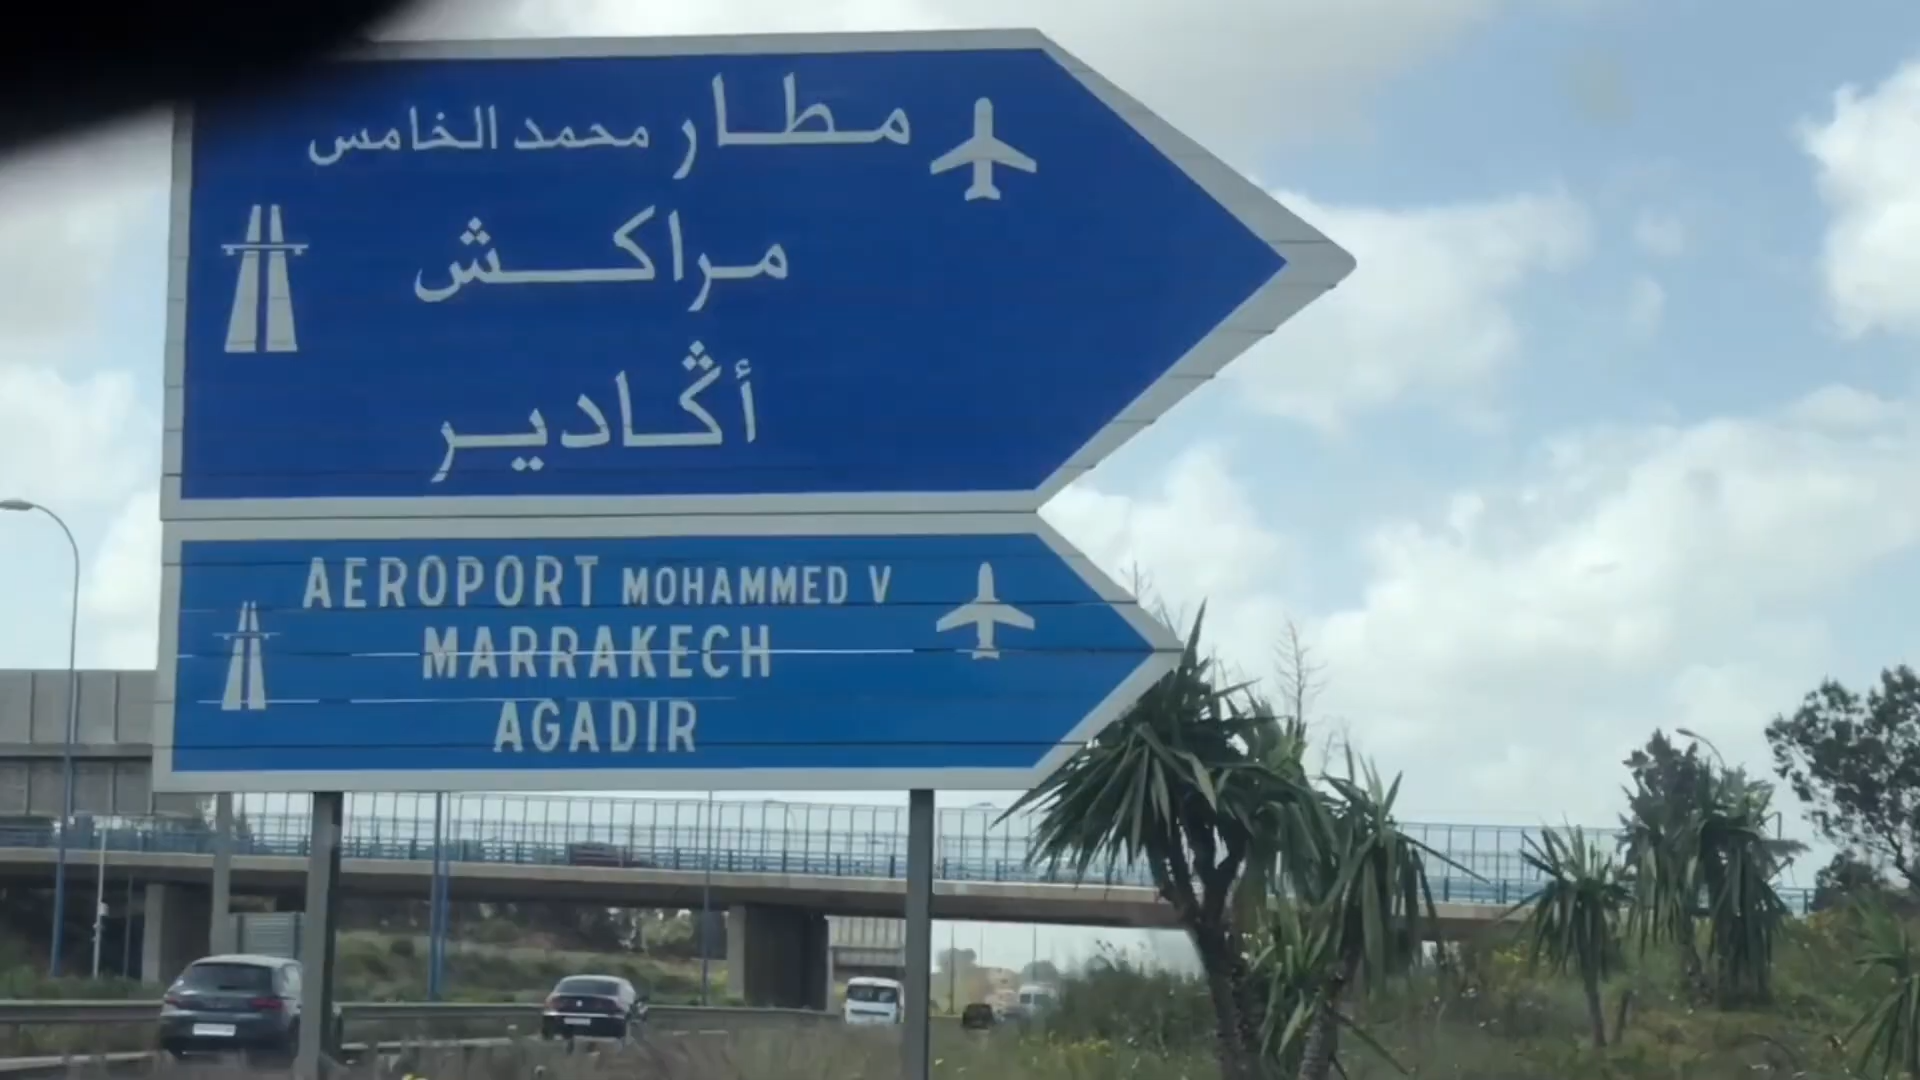 مطار محمد الخامس
مراكش
أݣادير
AEROPORT MOHAMMED V
MARRAKECH
AGADIR